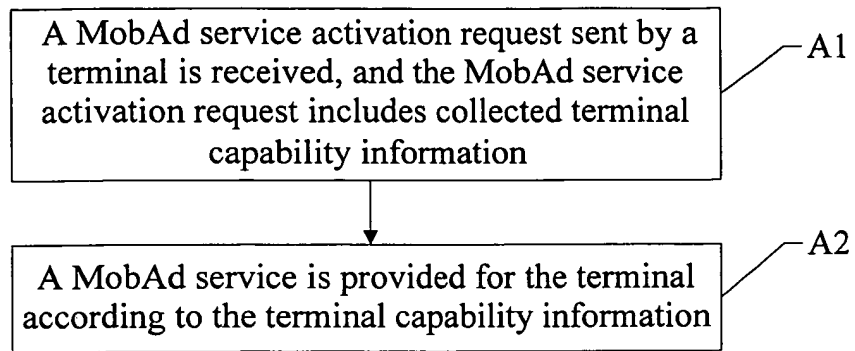 A MobAd service activation request sent by a
terminal is received, and the MobAd service
activation request includes collected terminal
capability information
A1
A MobAd service is provided for the terminal
according to the terminal capability information
A2